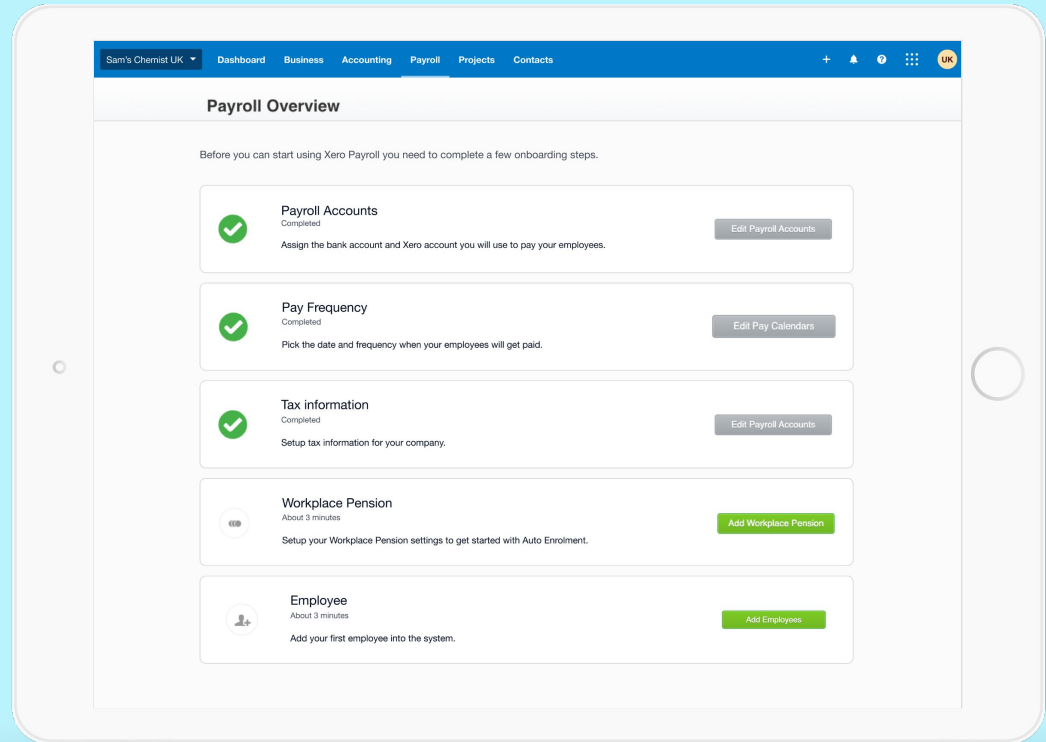 Sam's Chemist UK Dashboard Business Accounting Payroll Projects Contacts + ? UK
Payroll Overview
Before you can start using Xero Payroll you need to complete a few onboarding steps.
Payroll Accounts
Completed
Edit Payroll Accounts
Assign the bank account and Xero account you will use to pay your employees.
Pay Frequency
Completed
Edit Pay Calendars
Pick the date and frequency when your employees will get paid.
Tax information
Completed
Edit Payroll Accounts
Setup tax information for your company.
Workplace Pension
About 3 minutes
Add Workplace Pension
Setup your Workplace Pension settings to get started with Auto Enrolment.
Employee
About 3 minutes
Add Employees
Add your first employee into the system.